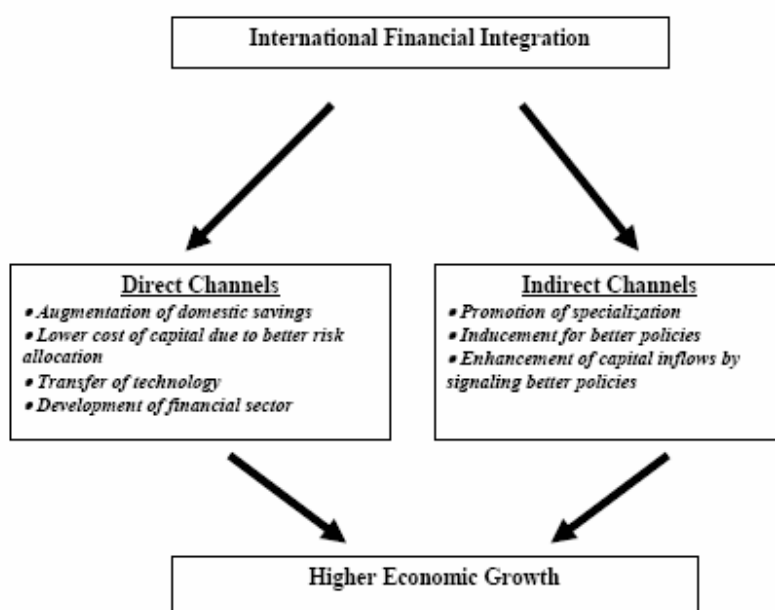 International Financial Integration
Direct Channels
• Augmentation of domestic savings
• Lower cost of capital due to better risk
allocation
• Transfer of technology
• Development of financial sector
Indirect Channels
• Promotion of specialization
• Inducement for better policies
• Enhancement of capital inflows by
signaling better policies
Higher Economic Growth